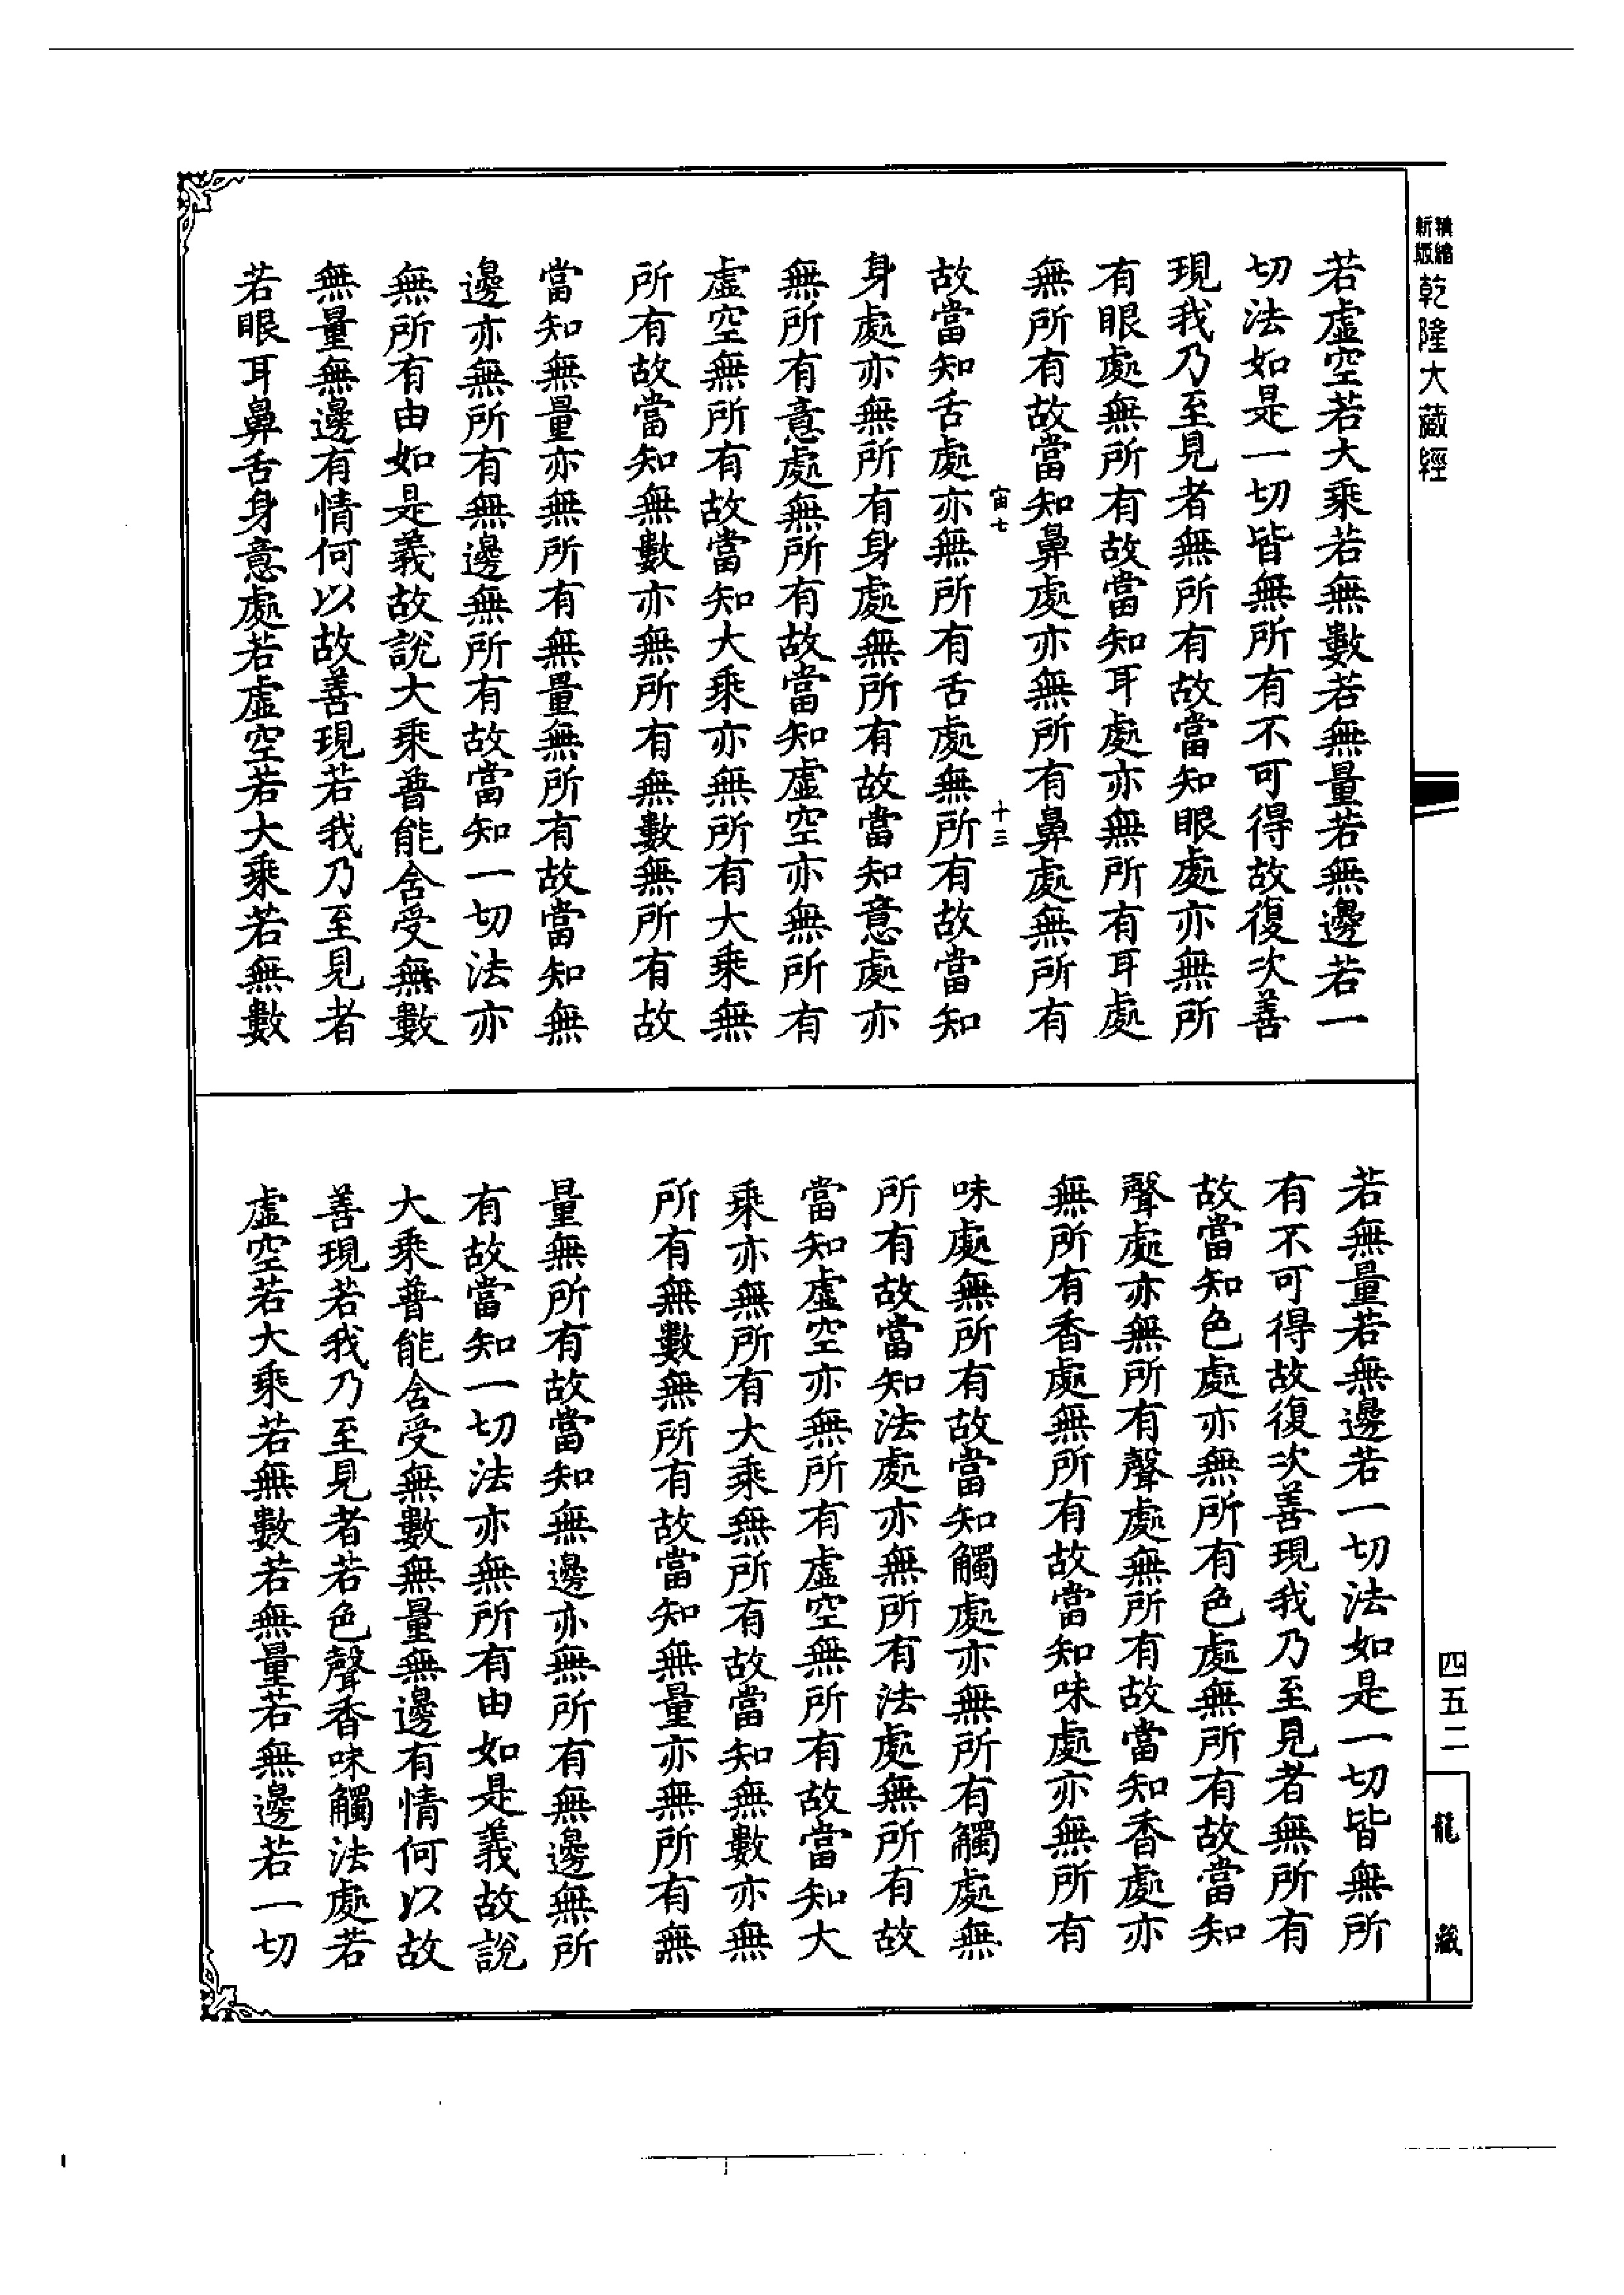 精縮新版乾隆大藏經
若虛空若大乘若無數若無量若無邊若一
切法如是一切皆無所有不可得故復次善
現我乃至見者無所有故當知眼處亦無所
有眼處無所有故當知耳處亦無所有耳處
無所有故當知鼻處亦無所有鼻處無所有
宙七 十三
故當知舌處亦無所有舌處無所有故當知
身處亦無所有身處無所有故當知意處亦
無所有意處無所有故當知虛空亦無所有
虛空無所有故當知大乘亦無所有大乘無
所有故當知無數亦無所有無數無所有故
當知無量亦無所有無量無所有故當知無
邊亦無所有無邊無所有故當知一切法亦
無所有由如是義故說大乘普能含受無數
無量無邊有情何以故善現若我乃至見者
若眼耳鼻舌身意處若虛空若大乘若無數
若無量若無邊若一切法如是一切皆無所
有不可得故復次善現我乃至見者無所有
故當知色處亦無所有色處無所有故當知
聲處亦無所有聲處無所有故當知香處亦
無所有香處無所有故當知味處亦無所有
味處無所有故當知觸處亦無所有觸處無
所有故當知法處亦無所有法處無所有故
當知虛空亦無所有虛空無所有故當知大
乘亦無所有大乘無所有故當知無數亦無
所有無數無所有故當知無量亦無所有無
量無所有故當知無邊亦無所有無邊無所
有故當知一切法亦無所有由如是義故說
大乘普能含受無數無量無邊有情何以故
善現若我乃至見者若色聲香味觸法處若
虛空若大乘若無數若無量若無邊若一切
四五二
龍藏